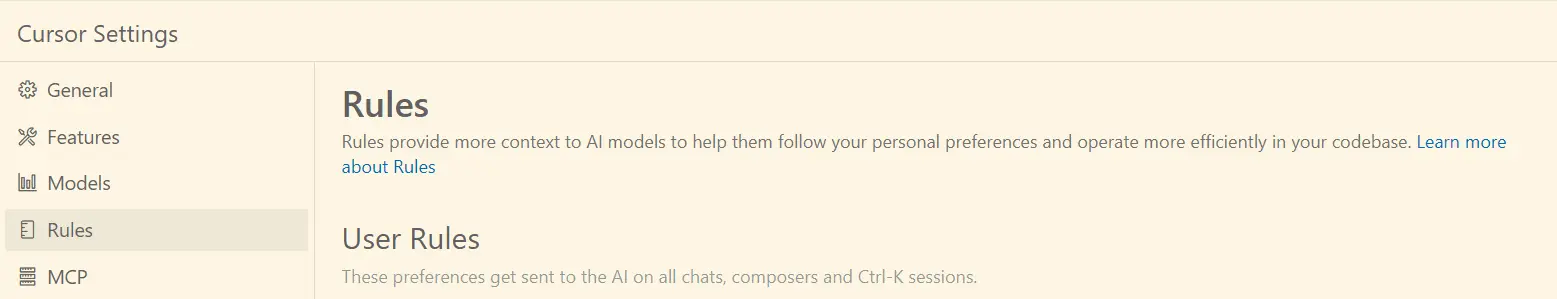 Cursor Settings
General
Features
Models
Rules
MCP
Rules
Rules provide more context to AI models to help them follow your personal preferences and operate more efficiently in your codebase. Learn more
about Rules
User Rules
These preferences get sent to the AI on all chats, composers and Ctrl-K sessions.